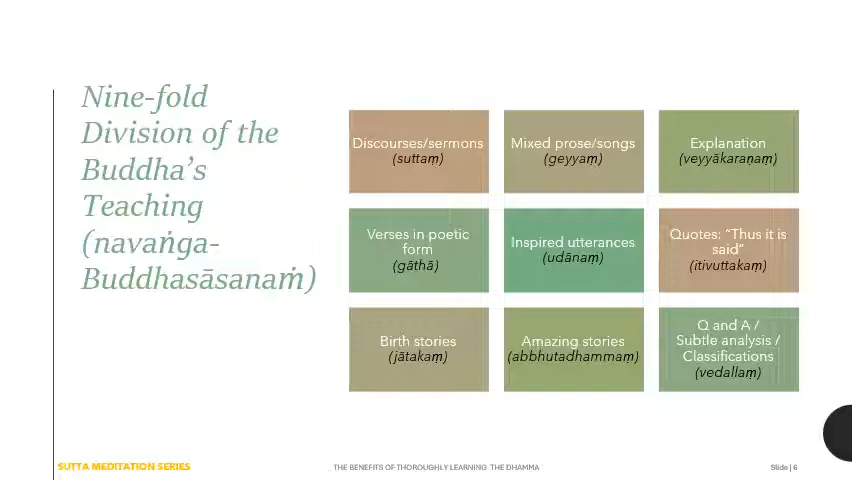 Nine-fold
Division of the
Buddha's
Teaching
(navaṅga-
Buddhasāsanaṁ)
Discourses/sermons
(suttaṃ)
Mixed prose/songs
(geyyaṃ)
Explanation
(veyyākaraṇaṃ)
Verses in poetic
form
(gāthā)
Inspired utterances
(udānaṃ)
Quotes: "Thus it is
said"
(itivuttakaṃ)
Birth stories
(jātakaṃ)
Amazing stories
(abbhutadhammaṃ)
Q and A /
Subtle analysis /
Classifications
(vedallaṃ)
SUTTA MEDITATION SERIES
THE BENEFITS OF THOROUGHLY LEARNING THE DHAMMA
Slide | 6